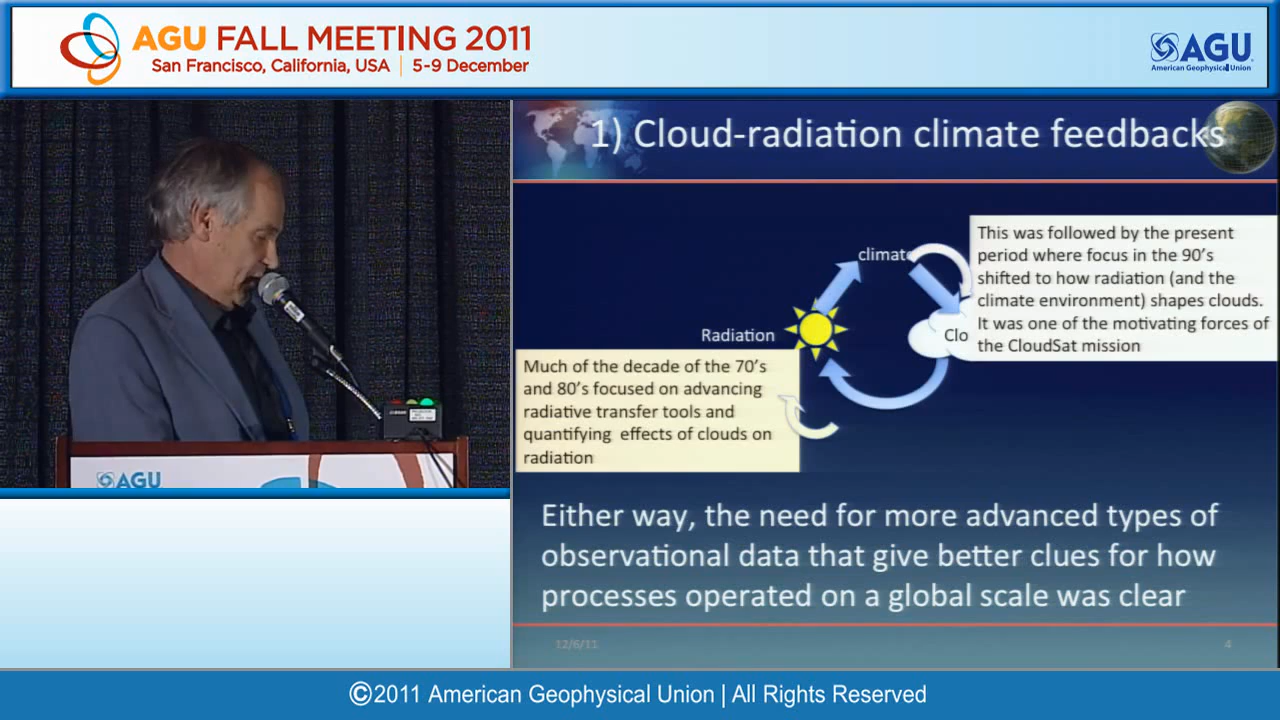 AGU FALL MEETING 2011
San Francisco, California, USA | 5-9 December
AGU
American Geophysical Union
1) Cloud-radiation climate feedbacks
climate
This was followed by the present
period where focus in the 90's
shifted to how radiation (and the
climate environment) shapes clouds.
It was one of the motivating forces of
the CloudSat mission
Radiation
Clo
Much of the decade of the 70's
and 80's focused on advancing
radiative transfer tools and
quantifying effects of clouds on
radiation
Either way, the need for more advanced types of
observational data that give better clues for how
processes operated on a global scale was clear
12/6/11
4
AGU
©2011 American Geophysical Union | All Rights Reserved